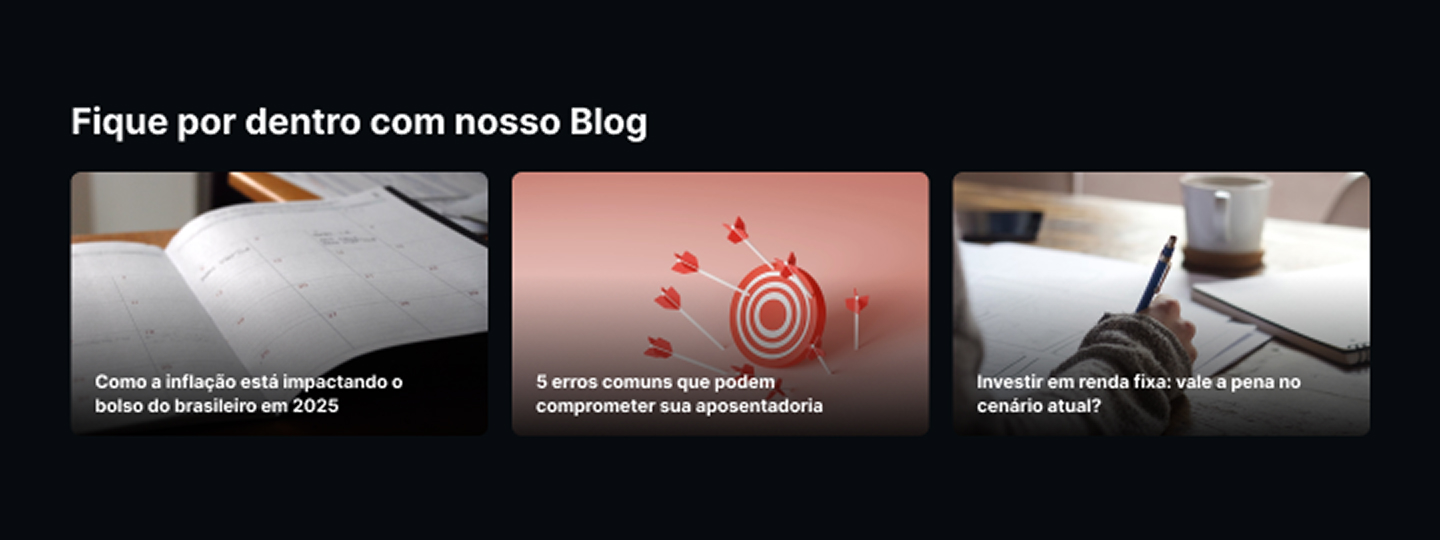 Fique por dentro com nosso Blog
Como a inflação está impactando o
bolso do brasileiro em 2025
5 erros comuns que podem
comprometer sua aposentadoria
Investir em renda fixa: vale a pena no
cenário atual?